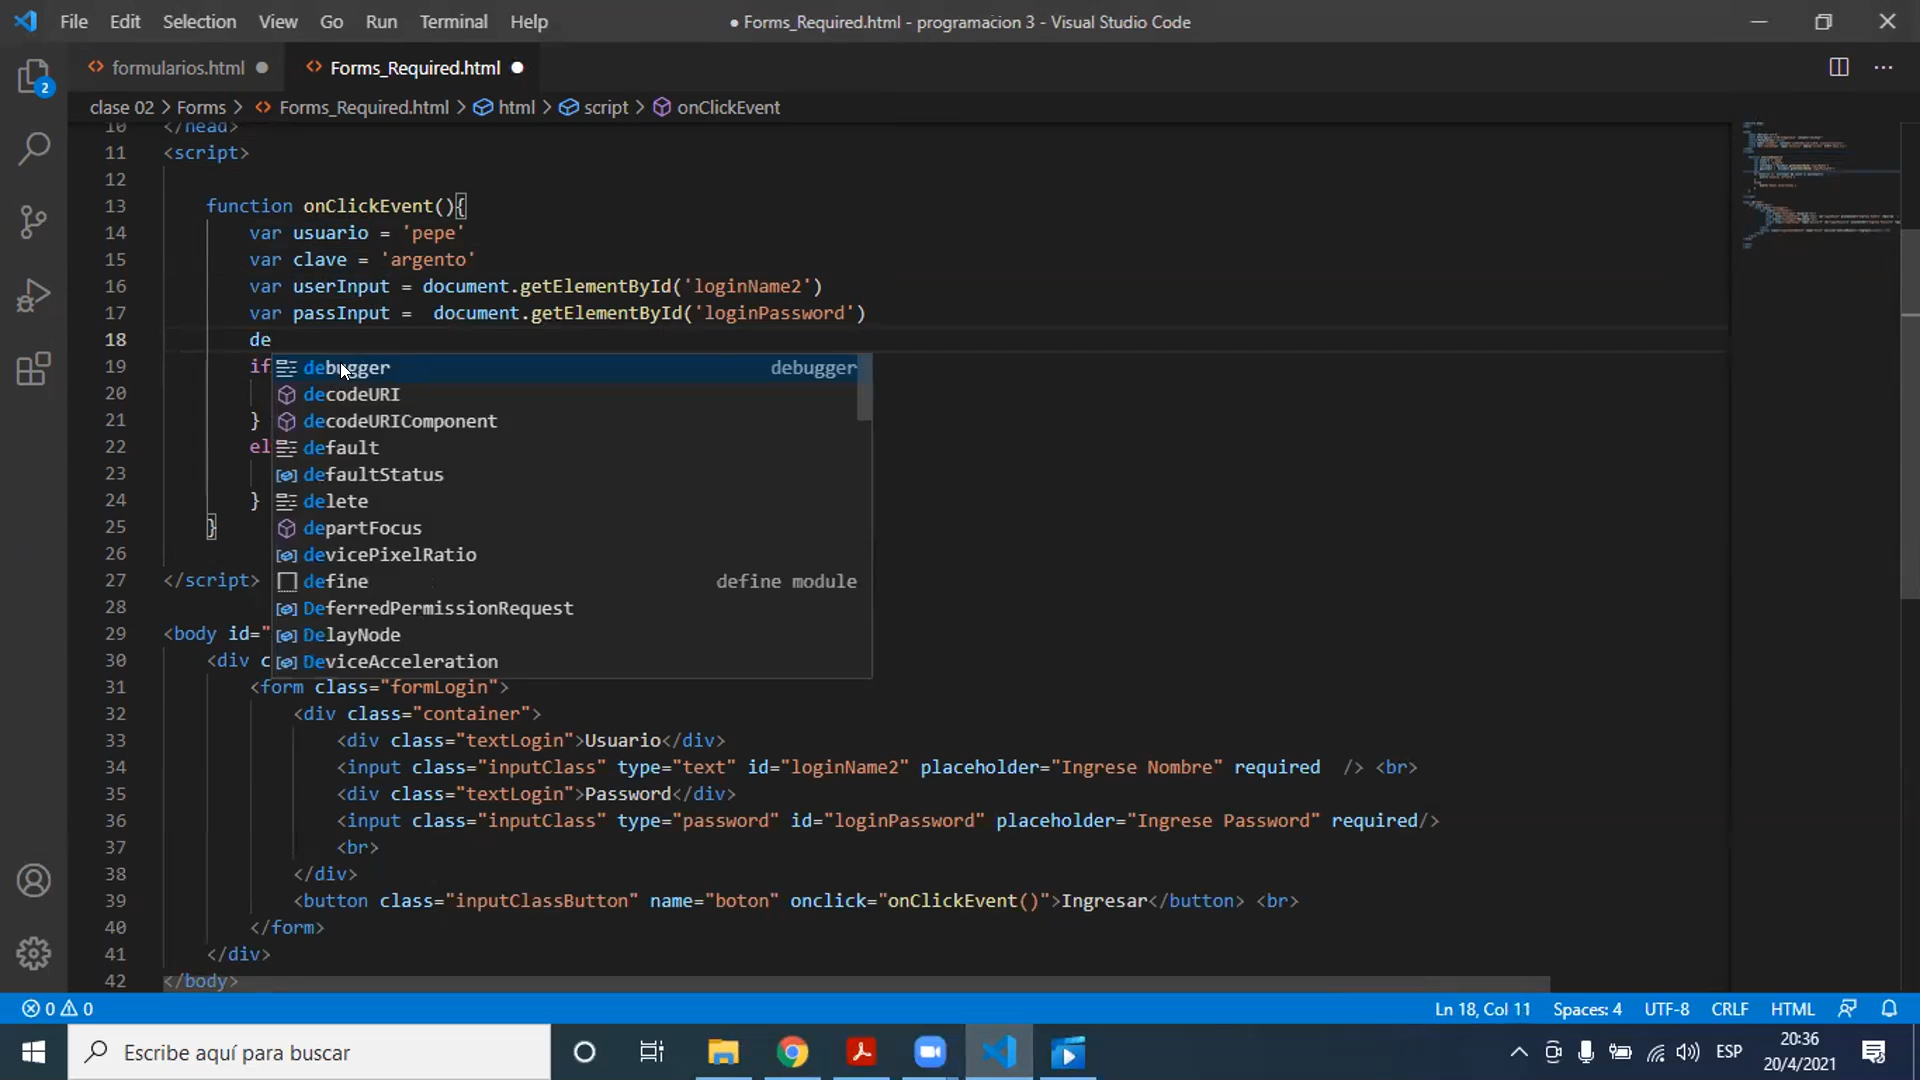 File Edit Selection View Go Run Terminal Help
● Forms_Required.html - programacion 3 - Visual Studio Code
formularios.html ●
Forms_Required.html ●
clase 02 > Forms > Forms_Required.html > html > script > onClickEvent
2
10 </head>
11 <script>
12
13 function onClickEvent(){
14 var usuario = 'pepe'
15 var clave = 'argento'
16 var userInput = document.getElementById('loginName2')
17 var passInput =  document.getElementById('loginPassword')
18 de
19 if
debugger debugger
20
decodeURI
21 }
decodeURIComponent
22 el
default
23
defaultStatus
24 }
delete
25 }
departFocus
26
devicePixelRatio
27 </script>
define define module
28
DeferredPermissionRequest
29 <body id="
DelayNode
30 <div c
DeviceAcceleration
31 <form class="formLogin">
32 <div class="container">
33 <div class="textLogin">Usuario</div>
34 <input class="inputClass" type="text" id="loginName2" placeholder="Ingrese Nombre" required  /> <br>
35 <div class="textLogin">Password</div>
36 <input class="inputClass" type="password" id="loginPassword" placeholder="Ingrese Password" required/>
37 <br>
38 </div>
39 <button class="inputClassButton" name="boton" onclick="onClickEvent()">Ingresar</button> <br>
40 </form>
41 </div>
42 </body>
0 0
Ln 18, Col 11 Spaces: 4 UTF-8 CRLF HTML
Escribe aquí para buscar
ESP
20:36
20/4/2021